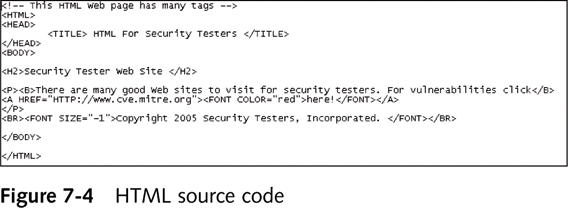 <!-- This HTML Web page has many tags -->
<HTML>
<HEAD>
<TITLE> HTML For Security Testers </TITLE>
</HEAD>
<BODY>
<H2>Security Tester Web Site </H2>
<P><B>There are many good Web sites to visit for security testers. For vulnerabilities click</B>
<A HREF="HTTP://www.cve.mitre.org"><FONT COLOR="red">here!</FONT></A>
</P>
<BR><FONT SIZE="-1">Copyright 2005 Security Testers, Incorporated. </FONT></BR>
</BODY>
</HTML>
Figure 7-4 HTML source code